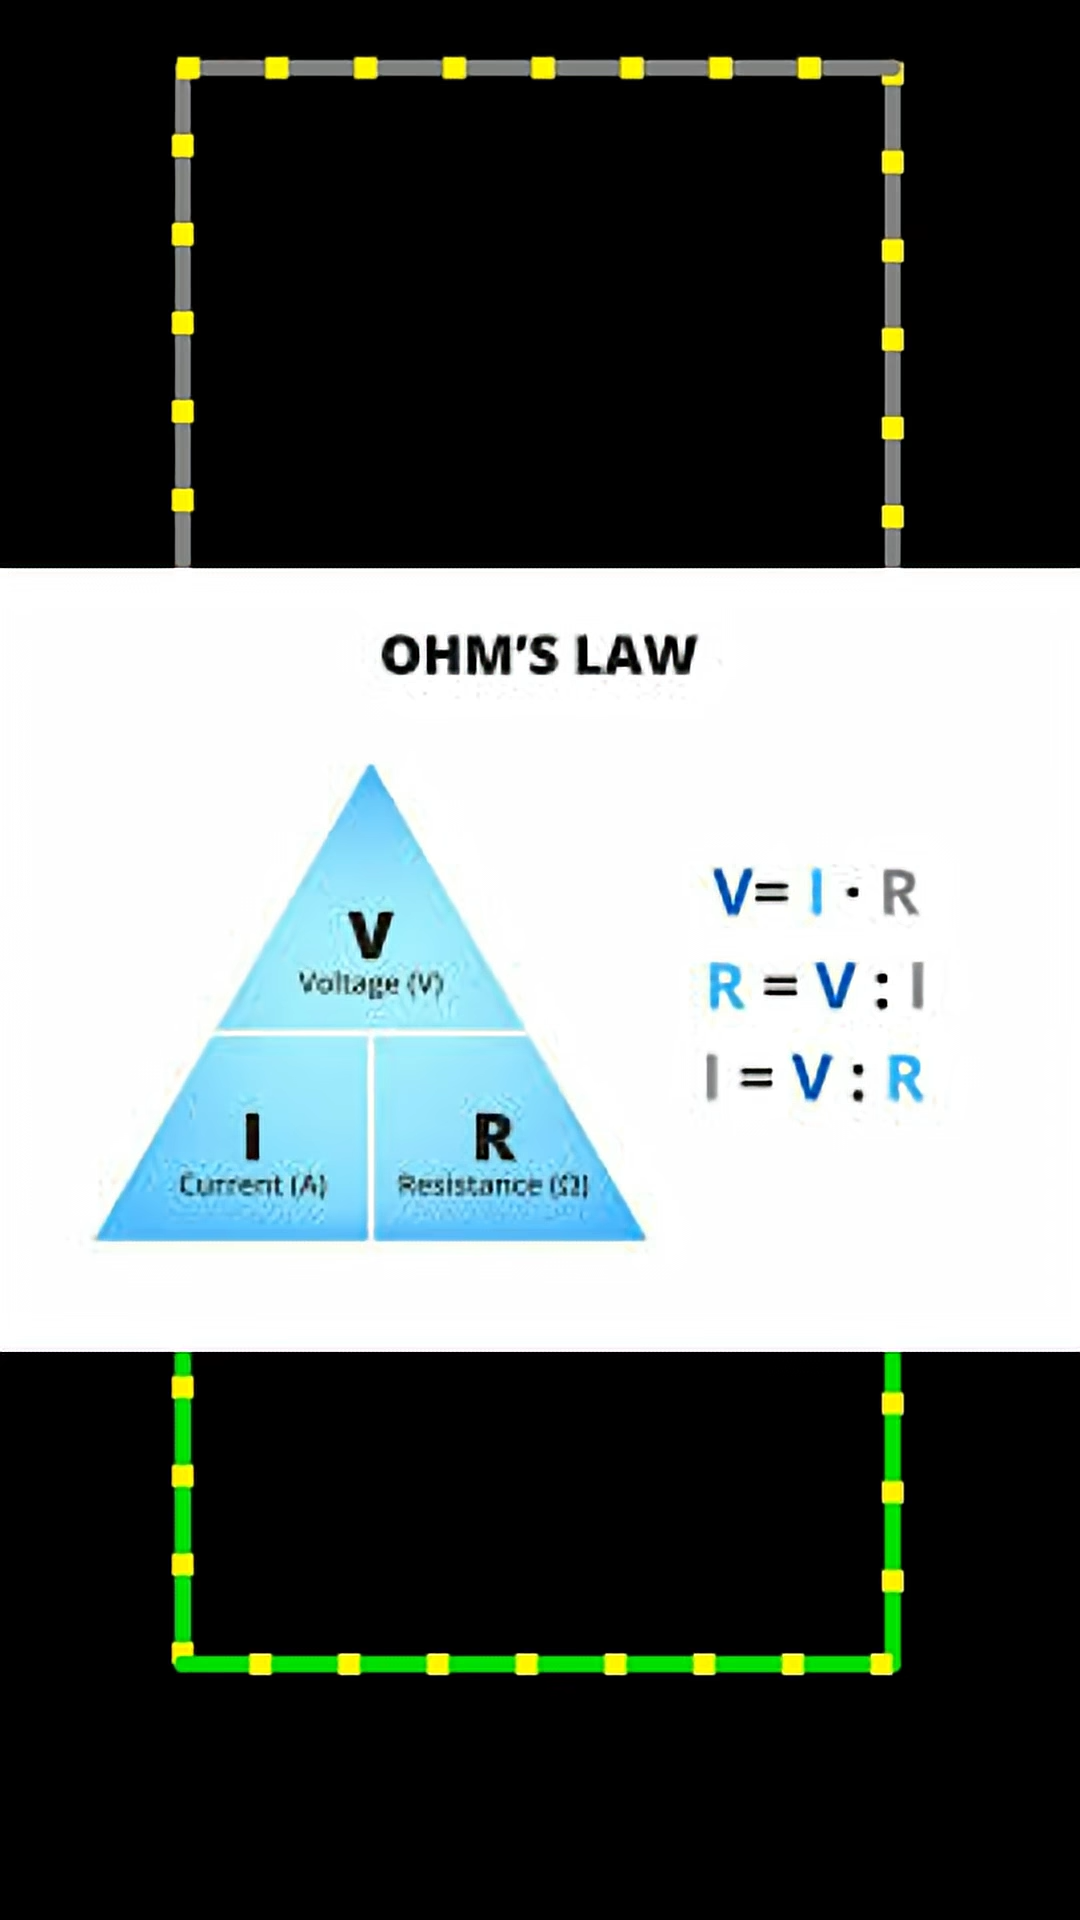 OHM'S LAW
V
Voltage (V)
I
Current (A)
R
Resistance (Ω)
V= I · R
R = V : I
I = V : R